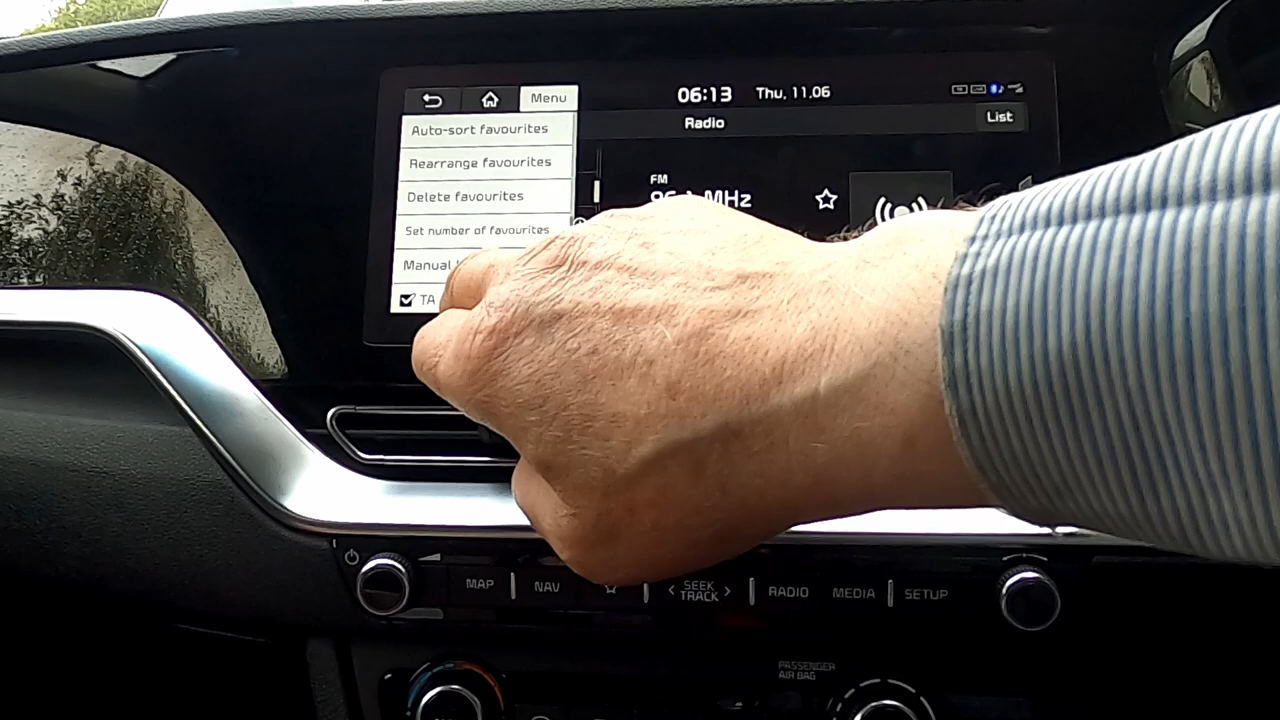 Menu
06:13 Thu, 11.06
Radio
List
Auto-sort favourites
Rearrange favourites
Delete favourites
Set number of favourites
Manual
TA
FM
MHz
MAP
NAV
< SEEK >
TRACK
RADIO
MEDIA
SETUP
PASSENGER
AIR BAG